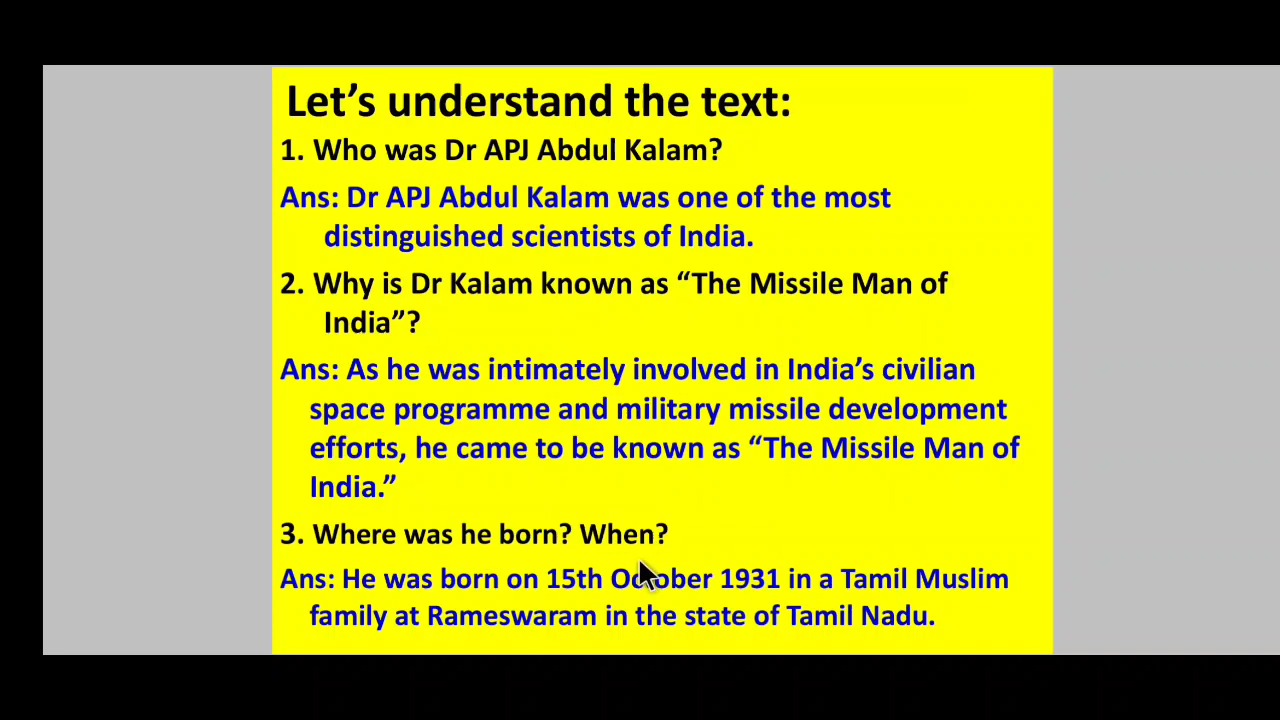 Let’s understand the text:
1. Who was Dr APJ Abdul Kalam?
Ans: Dr APJ Abdul Kalam was one of the most
distinguished scientists of India.
2. Why is Dr Kalam known as “The Missile Man of
India”?
Ans: As he was intimately involved in India’s civilian
space programme and military missile development
efforts, he came to be known as “The Missile Man of
India.”
3. Where was he born? When?
Ans: He was born on 15th October 1931 in a Tamil Muslim
family at Rameswaram in the state of Tamil Nadu.